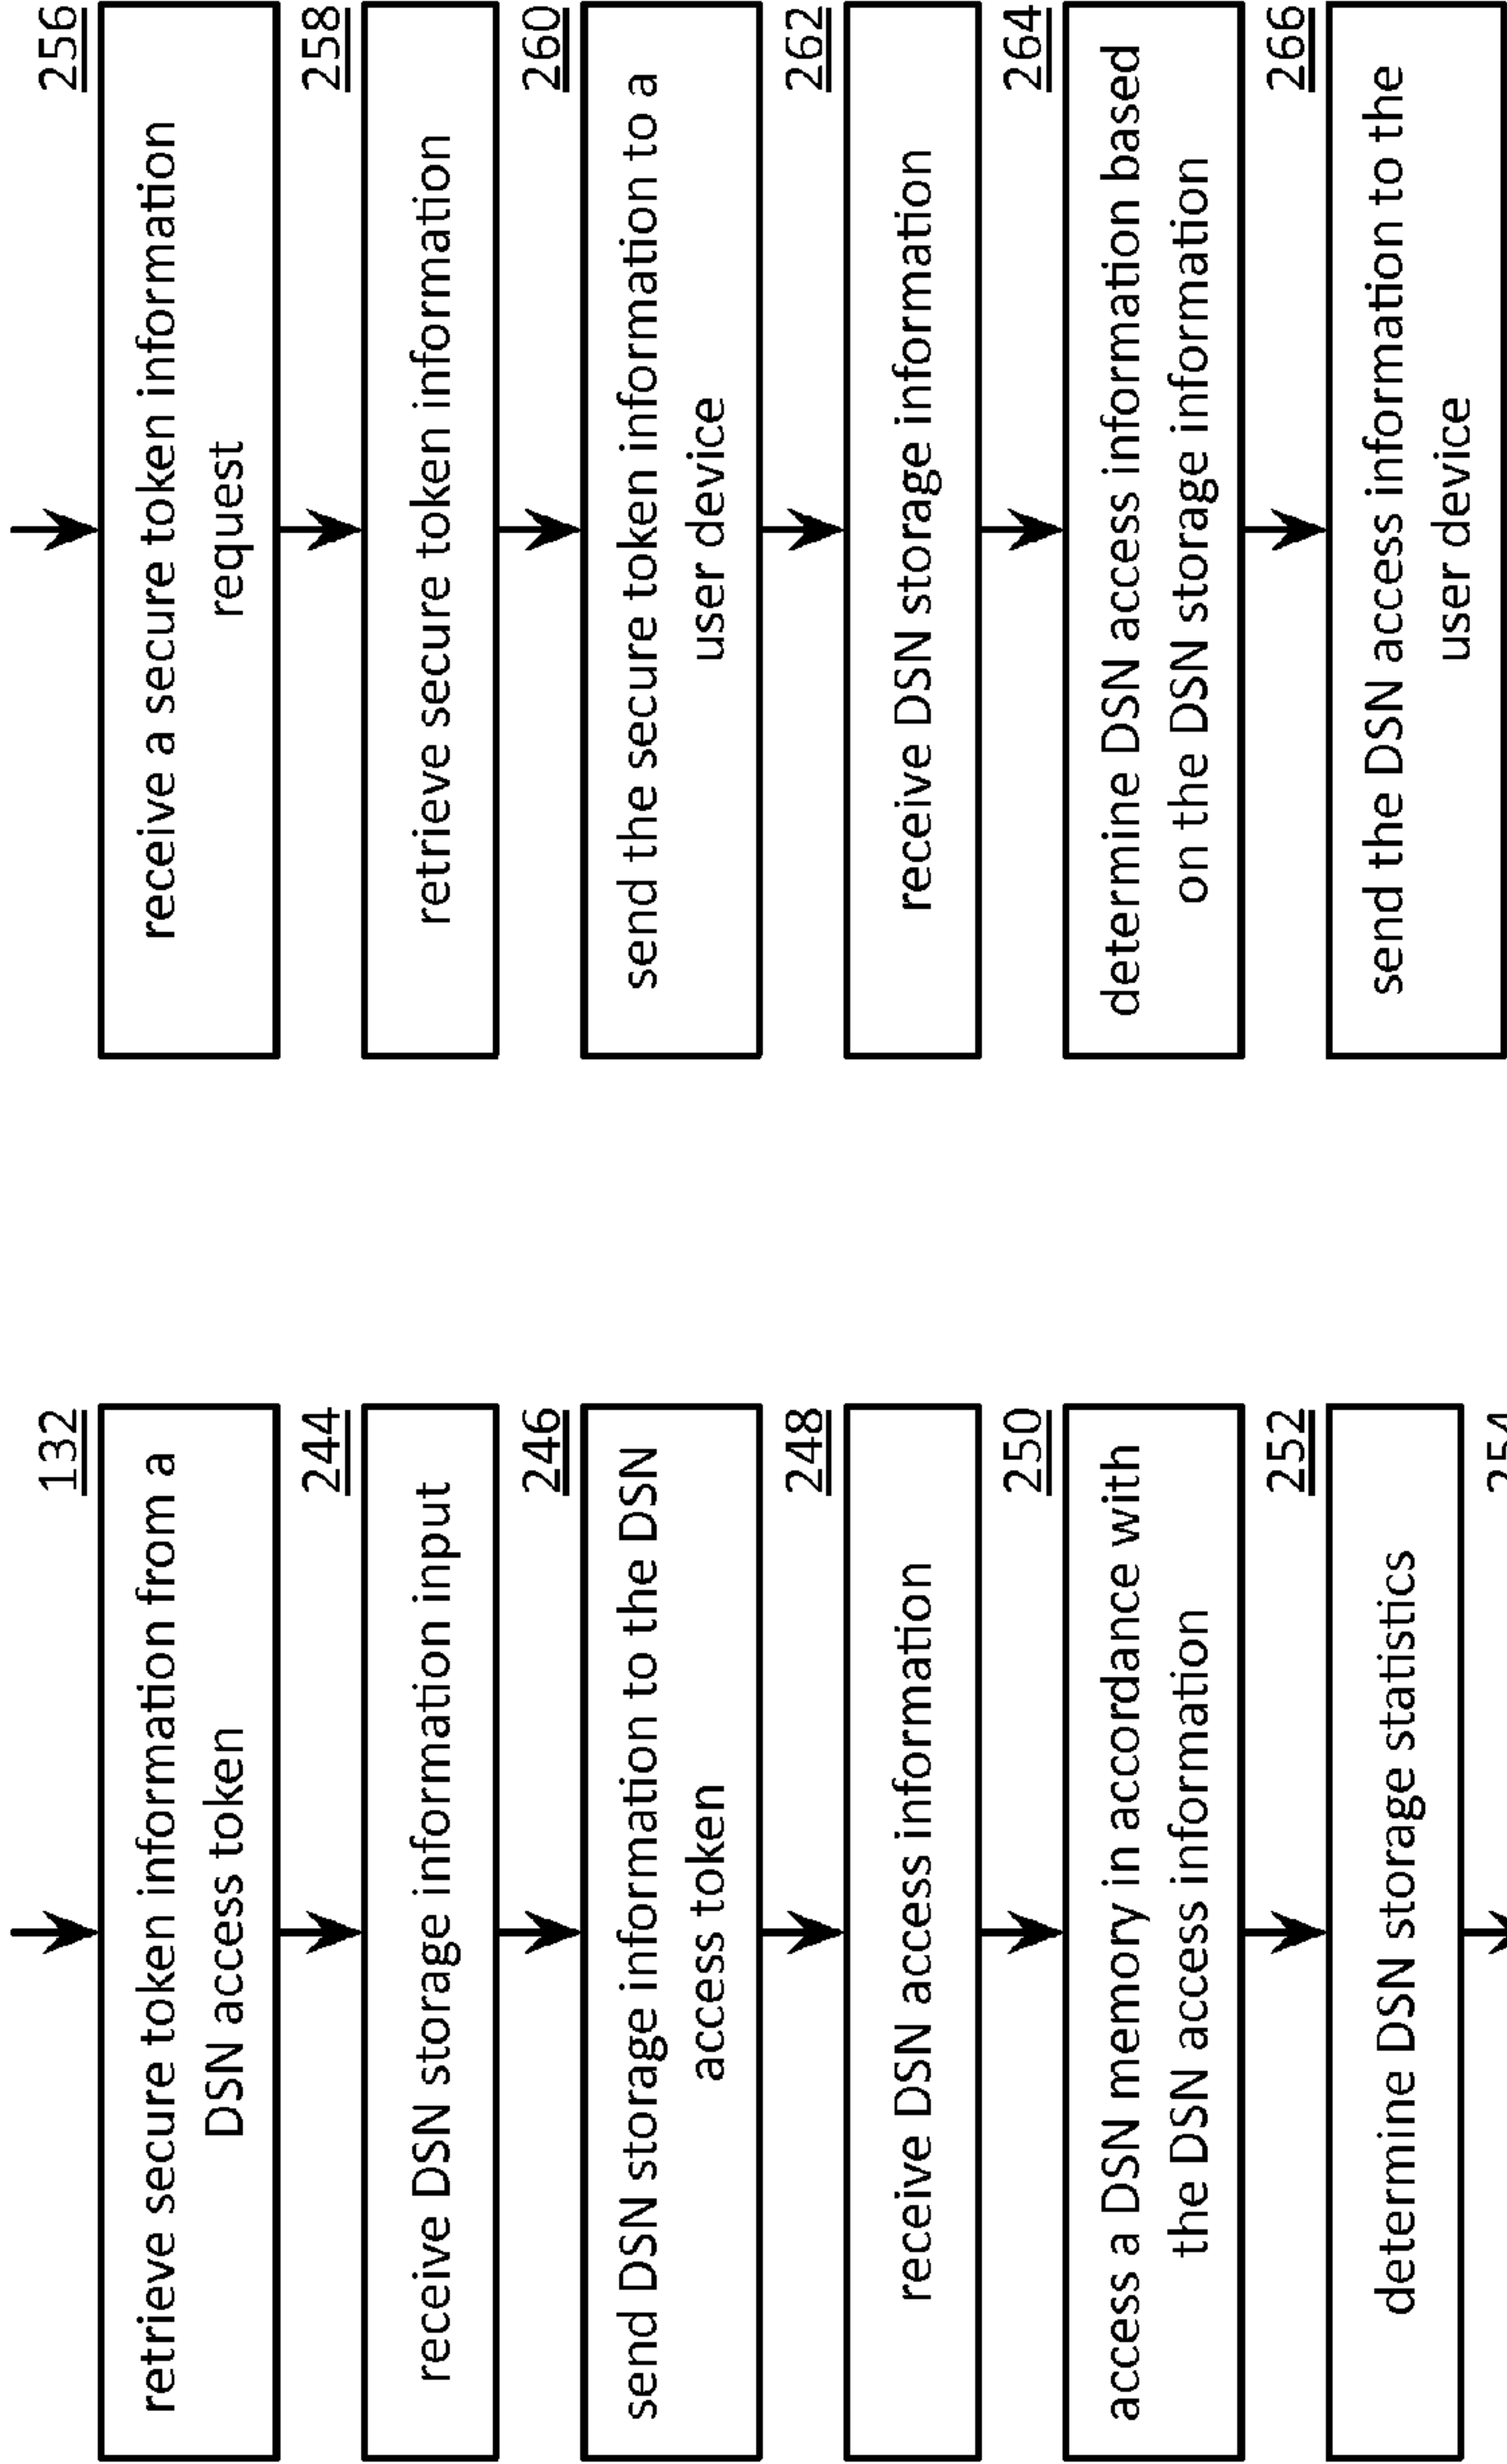 132
retrieve secure token information from a
DSN access token
244
receive DSN storage information input
246
send DSN storage information to the DSN
access token
248
receive DSN access information
250
access a DSN memory in accordance with
the DSN access information
252
determine DSN storage statistics
256
receive a secure token information
request
258
retrieve secure token information
260
send the secure token information to a
user device
262
receive DSN storage information
264
determine DSN access information based
on the DSN storage information
266
send the DSN access information to the
user device